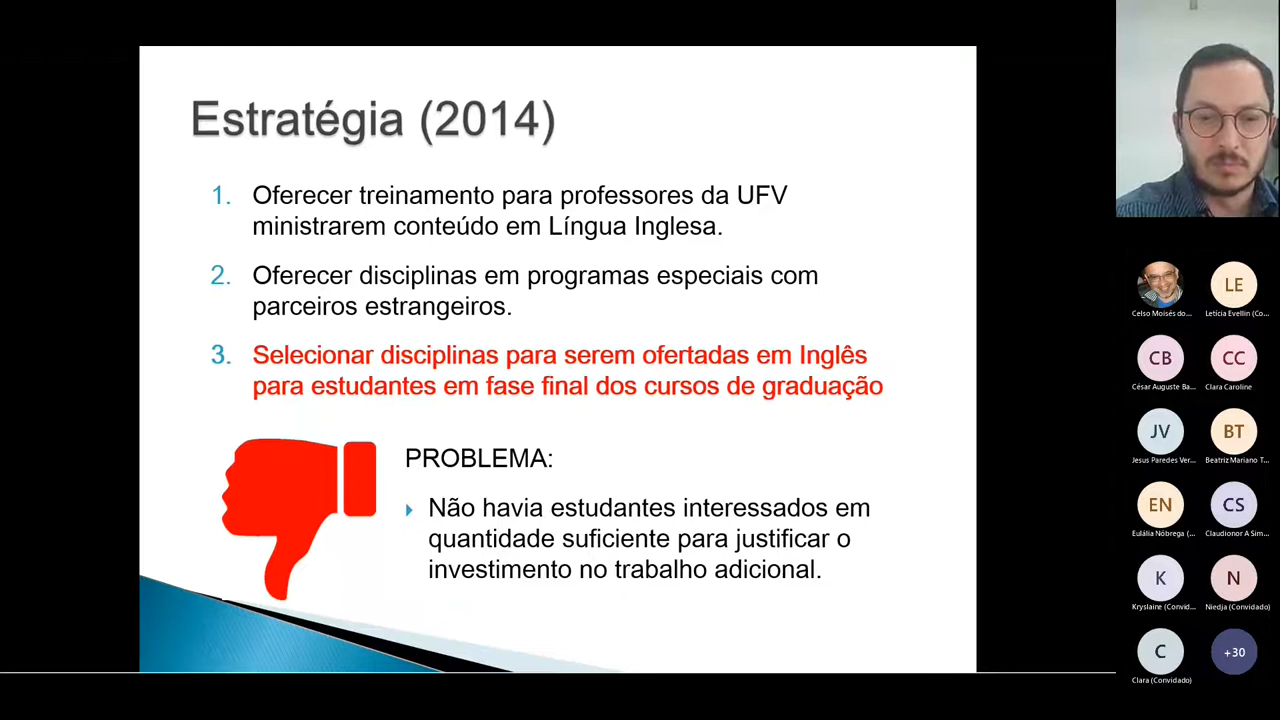 Estratégia (2014)
1. Oferecer treinamento para professores da UFV
ministrarem conteúdo em Língua Inglesa.
2. Oferecer disciplinas em programas especiais com
parceiros estrangeiros.
3. Selecionar disciplinas para serem ofertadas em Inglês
para estudantes em fase final dos cursos de graduação
PROBLEMA:
Não havia estudantes interessados em
quantidade suficiente para justificar o
investimento no trabalho adicional.
LE
Celso Moisés do...
Letícia Evellin (Co...
CB
CC
César Auguste Ba...
Clara Caroline
JV
BT
Jesus Paredes Ver...
Beatriz Mariano T...
EN
CS
Eulália Nóbrega (...
Claudionor A Sim...
K
N
Kryslaine (Convid...
Niedja (Convidado)
C
+30
Clara (Convidado)